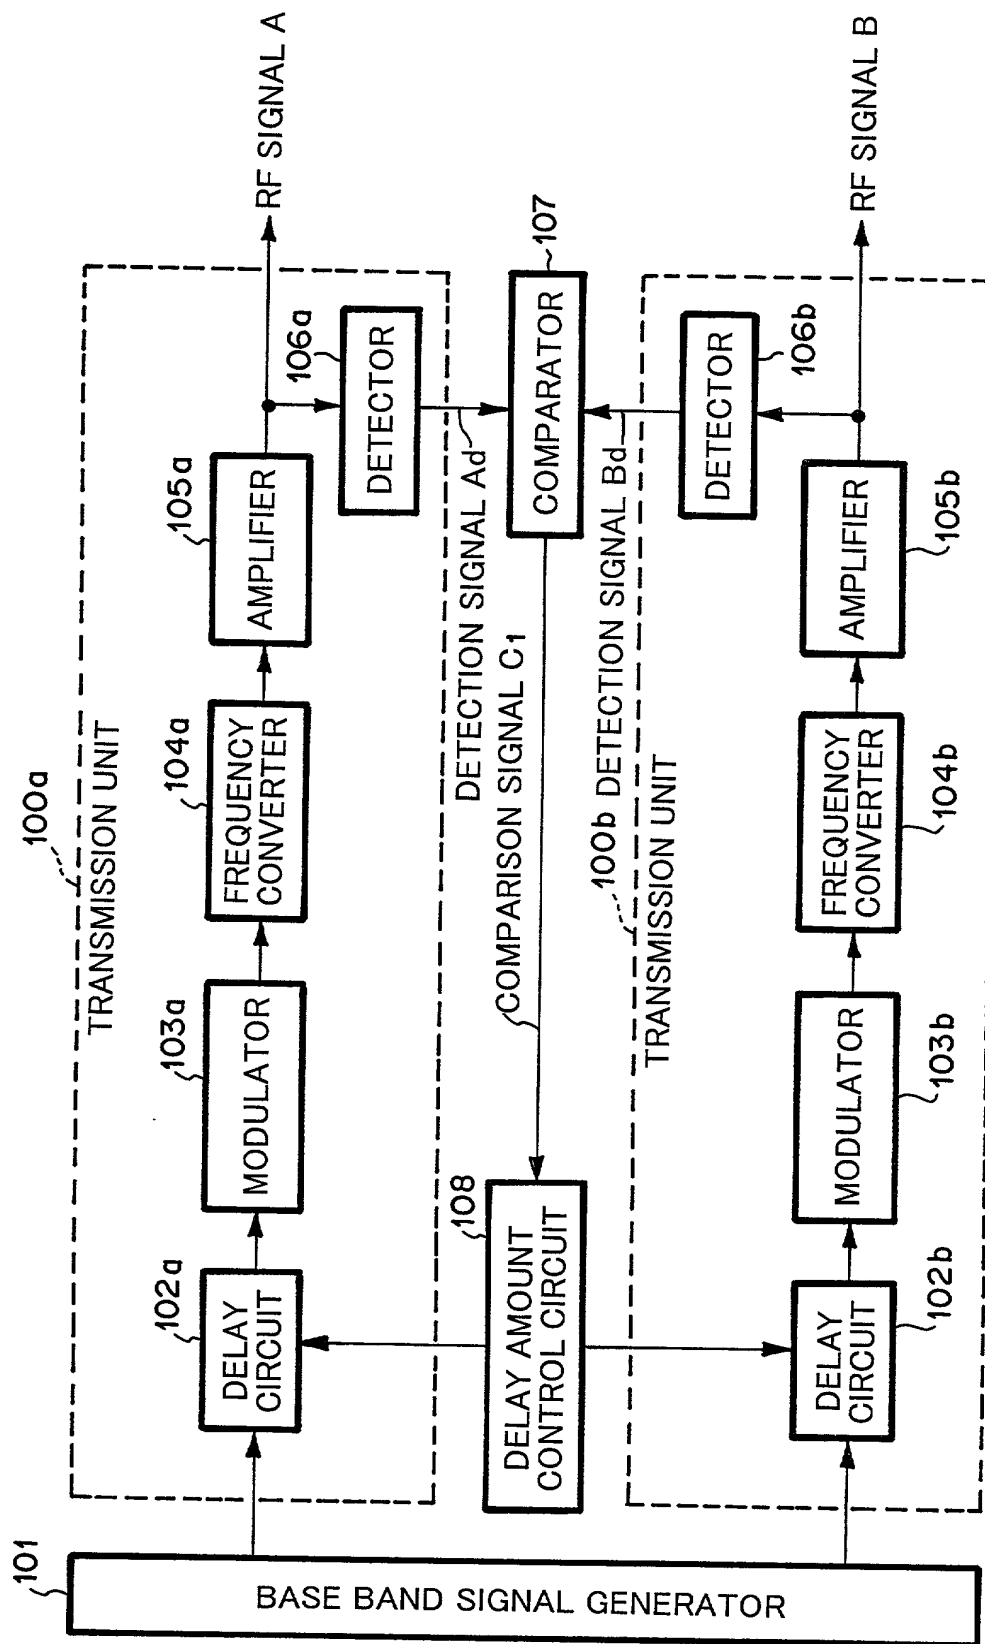 101
BASE BAND SIGNAL GENERATOR
100a
TRANSMISSION UNIT
102a
DELAY
CIRCUIT
103a
MODULATOR
104a
FREQUENCY
CONVERTER
105a
AMPLIFIER
RF SIGNAL A
106a
DETECTOR
DETECTION SIGNAL Ad
107
COMPARATOR
COMPARISON SIGNAL C1
108
DELAY AMOUNT
CONTROL CIRCUIT
DETECTION SIGNAL Bd
100b
TRANSMISSION UNIT
DETECTOR
106b
DELAY
CIRCUIT
102b
MODULATOR
103b
FREQUENCY
CONVERTER
104b
AMPLIFIER
105b
RF SIGNAL B